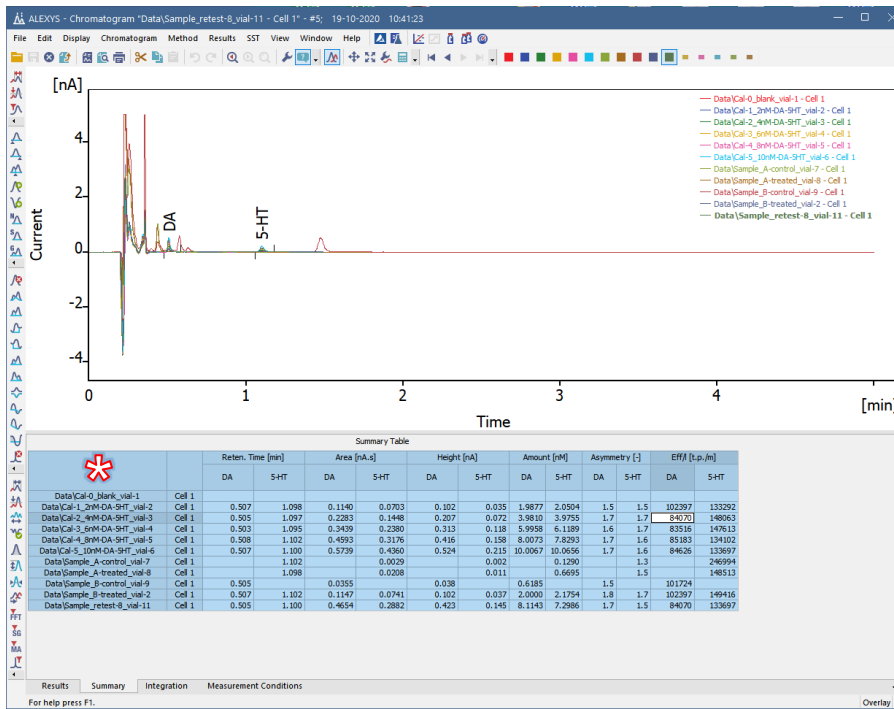 ALEXYS - Chromatogram "Data\Sample_retest-8_vial-11 - Cell 1" - #5;  19-10-2020  10:41:23
File Edit Display Chromatogram Method Results SST View Window Help
[nA]
4
2
0
-2
-4
Current
DA
5-HT
Data\Cal-0_blank_vial-1 - Cell 1
Data\Cal-1_2nM-DA-5HT_vial-2 - Cell 1
Data\Cal-2_4nM-DA-5HT_vial-3 - Cell 1
Data\Cal-3_6nM-DA-5HT_vial-4 - Cell 1
Data\Cal-4_8nM-DA-5HT_vial-5 - Cell 1
Data\Cal-5_10nM-DA-5HT_vial-6 - Cell 1
Data\Sample_A-control_vial-7 - Cell 1
Data\Sample_A-treated_vial-8 - Cell 1
Data\Sample_B-control_vial-9 - Cell 1
Data\Sample_B-treated_vial-2 - Cell 1
Data\Sample_retest-8_vial-11 - Cell 1
0 1 2 3 4 [min]
Time
Summary Table
Reten. Time [min] Area [nA.s] Height [nA] Amount [nM] Asymmetry [-] Eff/l [t.p./m]
DA 5-HT DA 5-HT DA 5-HT DA 5-HT DA 5-HT DA 5-HT
Data\Cal-0_blank_vial-1 Cell 1
Data\Cal-1_2nM-DA-5HT_vial-2 Cell 1 0.507 1.098 0.1140 0.0703 0.102 0.035 1.9877 2.0504 1.5 1.5 102397 133292
Data\Cal-2_4nM-DA-5HT_vial-3 Cell 1 0.505 1.097 0.2283 0.1448 0.207 0.072 3.9810 3.9755 1.7 1.7 84070 148063
Data\Cal-3_6nM-DA-5HT_vial-4 Cell 1 0.503 1.095 0.3439 0.2380 0.313 0.118 5.9958 6.1189 1.6 1.7 83516 147613
Data\Cal-4_8nM-DA-5HT_vial-5 Cell 1 0.508 1.102 0.4593 0.3176 0.416 0.158 8.0073 7.8293 1.7 1.6 85183 134102
Data\Cal-5_10nM-DA-5HT_vial-6 Cell 1 0.507 1.100 0.5739 0.4360 0.524 0.215 10.0067 10.0656 1.7 1.6 84626 133697
Data\Sample_A-control_vial-7 Cell 1 1.102 0.0029 0.002 0.1290 1.3 246994
Data\Sample_A-treated_vial-8 Cell 1 1.098 0.0208 0.011 0.6695 1.5 148513
Data\Sample_B-control_vial-9 Cell 1 0.505 0.0355 0.038 0.6185 1.5 101724
Data\Sample_B-treated_vial-2 Cell 1 0.507 1.102 0.1147 0.0741 0.102 0.037 2.0000 2.1754 1.8 1.7 102397 149416
Data\Sample_retest-8_vial-11 Cell 1 0.505 1.100 0.4654 0.2882 0.423 0.145 8.1143 7.2986 1.7 1.5 84070 133697
FFT
SG
MA
Results Summary Integration Measurement Conditions
For help press F1. Overlay